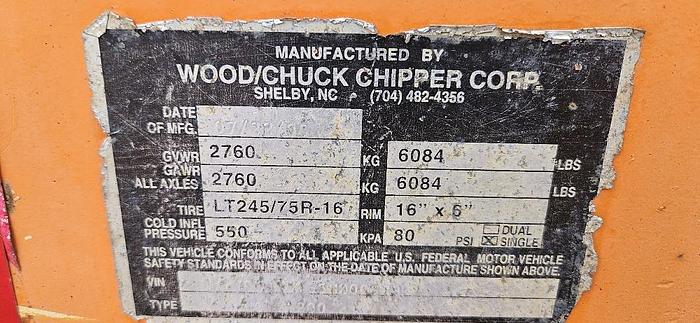 MANUFACTURED BY
WOOD/CHUCK CHIPPER CORP.
SHELBY, NC (704) 482-4356
DATE
OF MFG.
GVWR 2760 KG 6084 LBS
GAWR
ALL AXLES 2760 KG 6084 LBS
TIRE LT245/75R-16 RIM 16" x 6"
COLD INFL
PRESSURE 550 KPA 80 PSI DUAL
SINGLE
THIS VEHICLE CONFORMS TO ALL APPLICABLE U.S. FEDERAL MOTOR VEHICLE
SAFETY STANDARDS IN EFFECT ON THE DATE OF MANUFACTURE SHOWN ABOVE.
VIN
TYPE